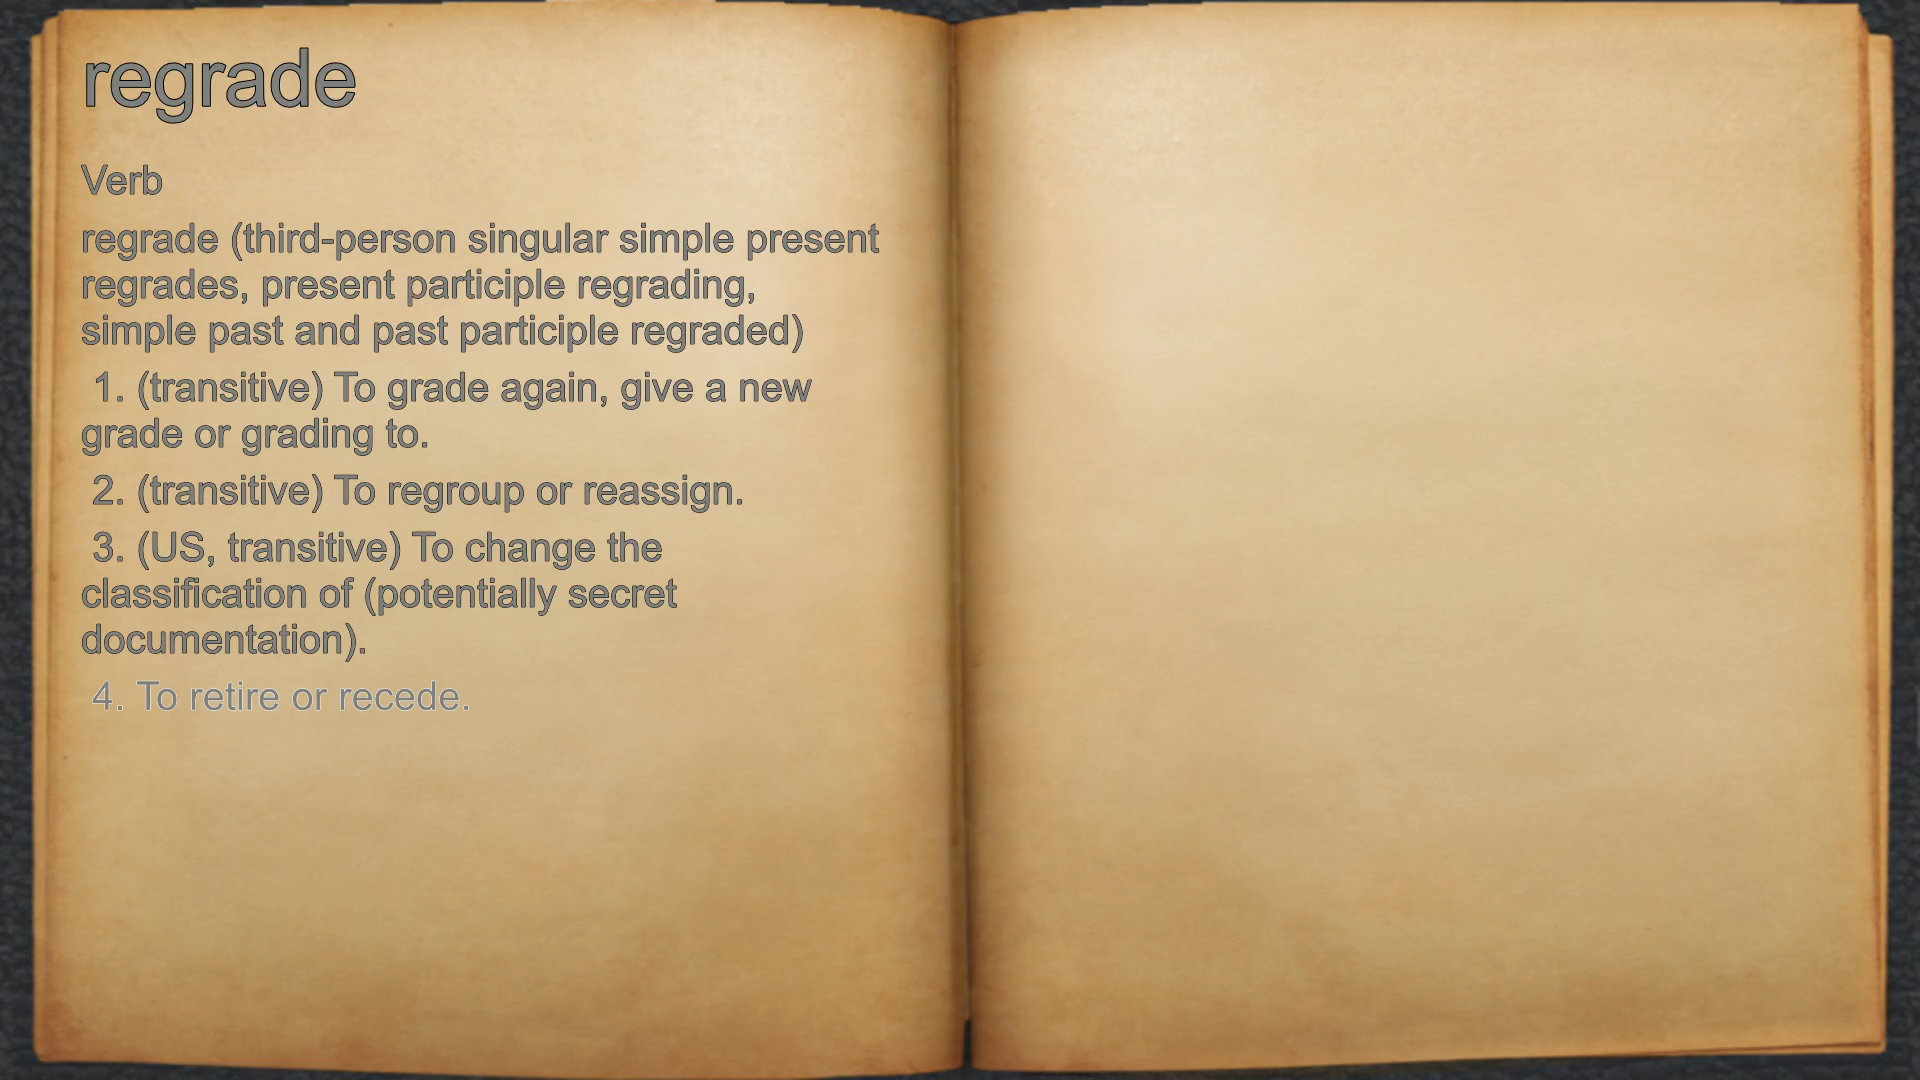 regrade
Verb
regrade (third-person singular simple present
regrades, present participle regrading,
simple past and past participle regraded)
1. (transitive) To grade again, give a new
grade or grading to.
2. (transitive) To regroup or reassign.
3. (US, transitive) To change the
classification of (potentially secret
documentation).
4. To retire or recede.